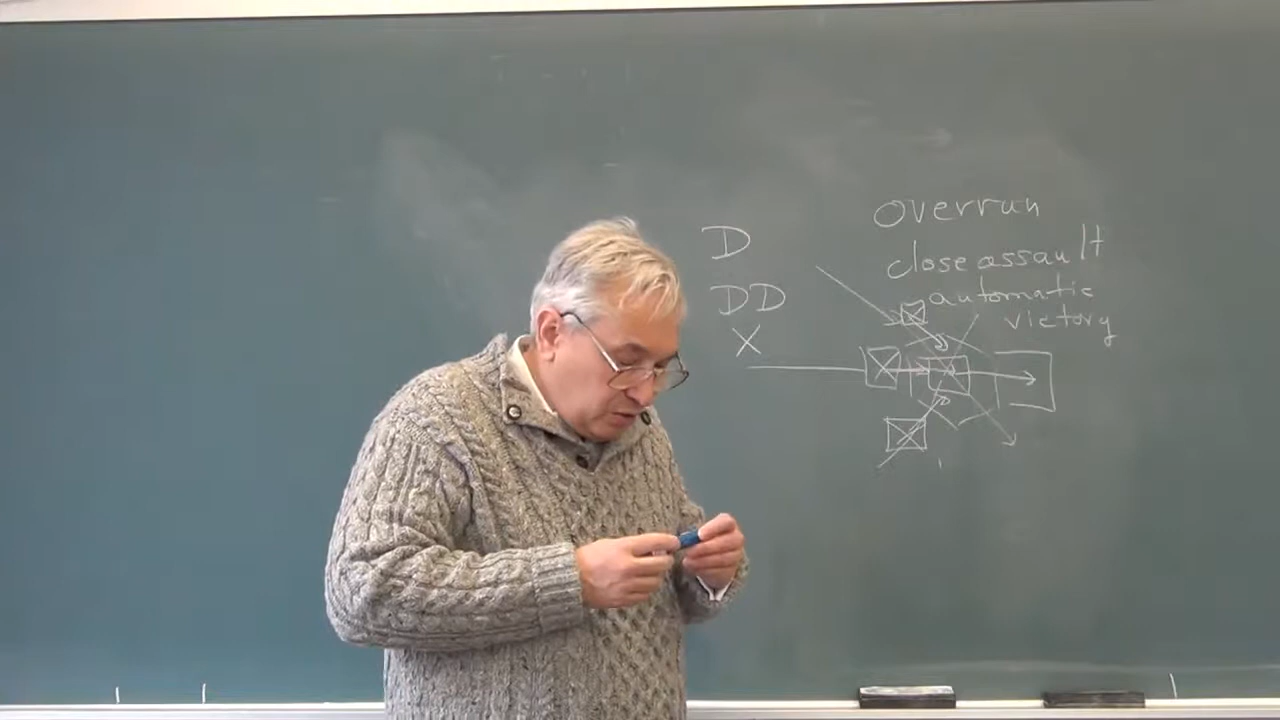 D
DD
X
overrun
close assault
automatic
victory